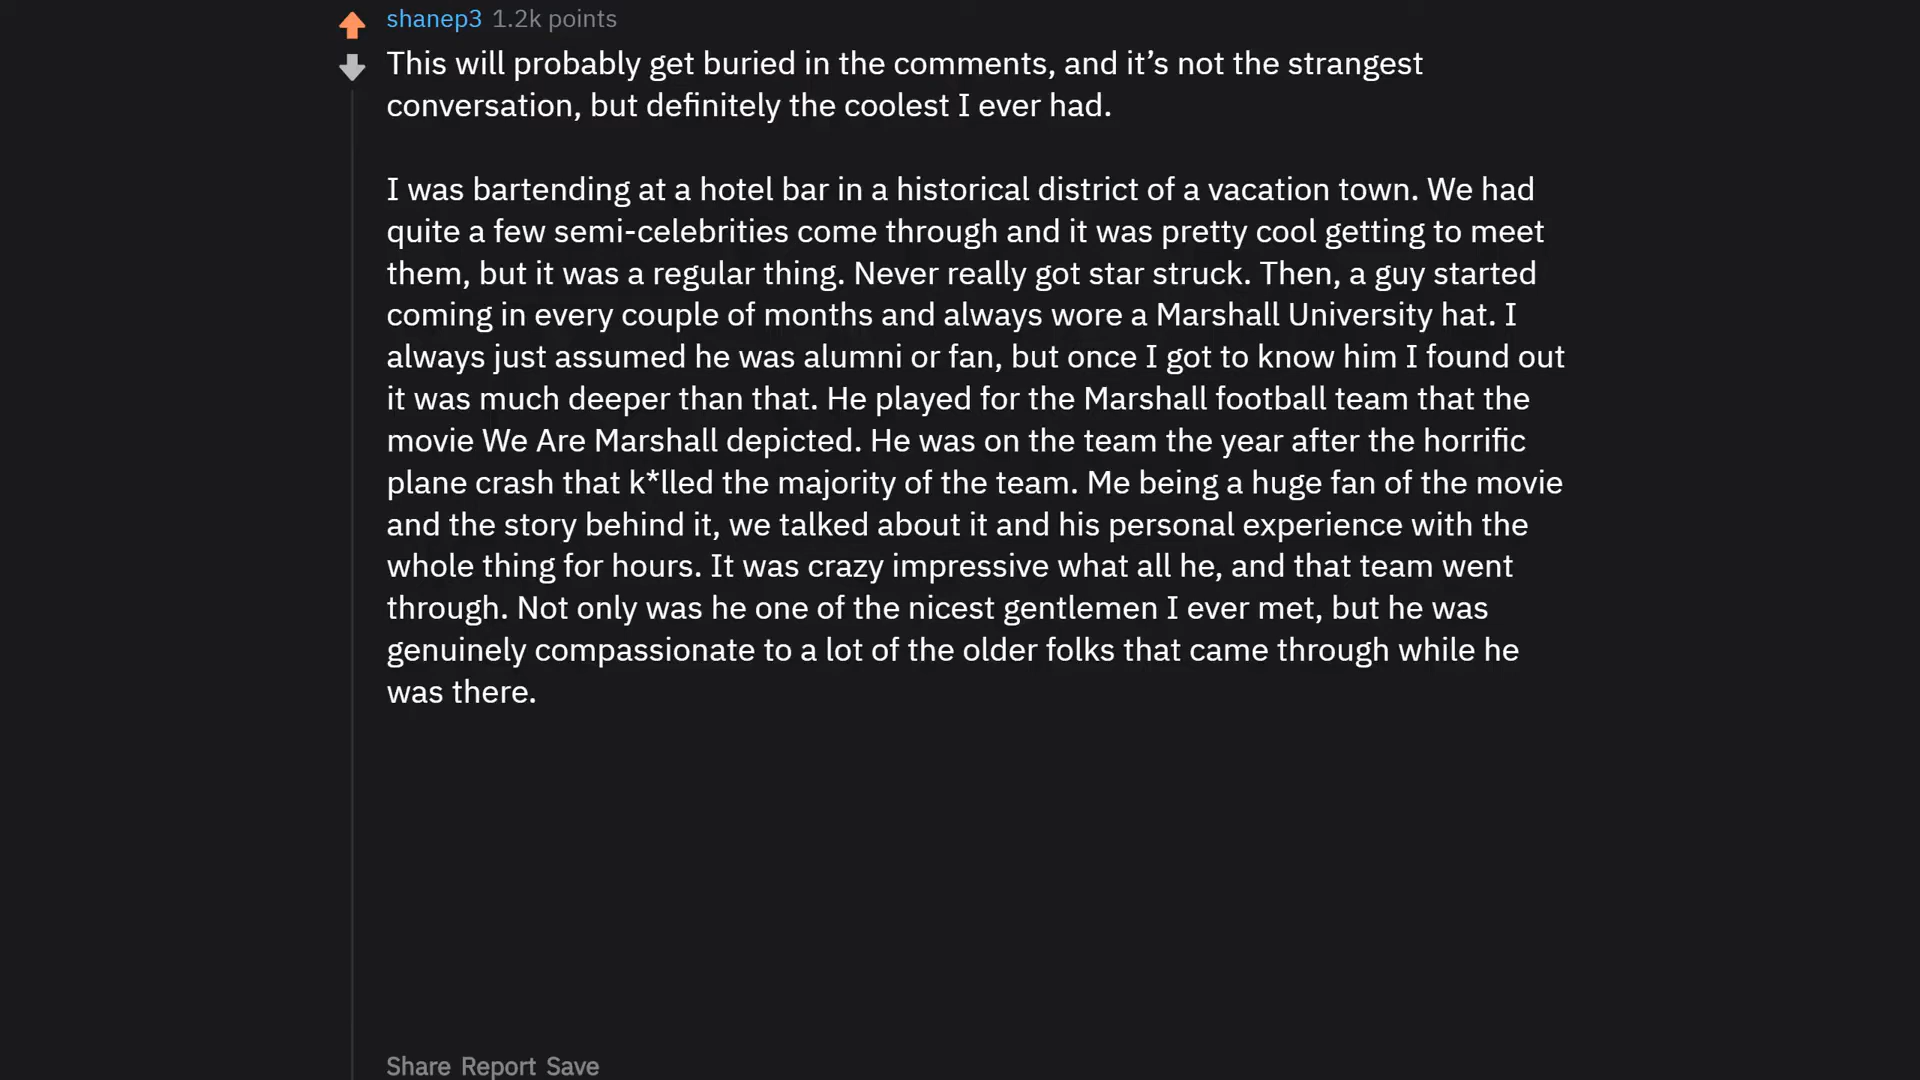 shanep3 1.2k points
This will probably get buried in the comments, and it’s not the strangest
conversation, but definitely the coolest I ever had.
I was bartending at a hotel bar in a historical district of a vacation town. We had
quite a few semi-celebrities come through and it was pretty cool getting to meet
them, but it was a regular thing. Never really got star struck. Then, a guy started
coming in every couple of months and always wore a Marshall University hat. I
always just assumed he was alumni or fan, but once I got to know him I found out
it was much deeper than that. He played for the Marshall football team that the
movie We Are Marshall depicted. He was on the team the year after the horrific
plane crash that k*lled the majority of the team. Me being a huge fan of the movie
and the story behind it, we talked about it and his personal experience with the
whole thing for hours. It was crazy impressive what all he, and that team went
through. Not only was he one of the nicest gentlemen I ever met, but he was
genuinely compassionate to a lot of the older folks that came through while he
was there.
Share Report Save